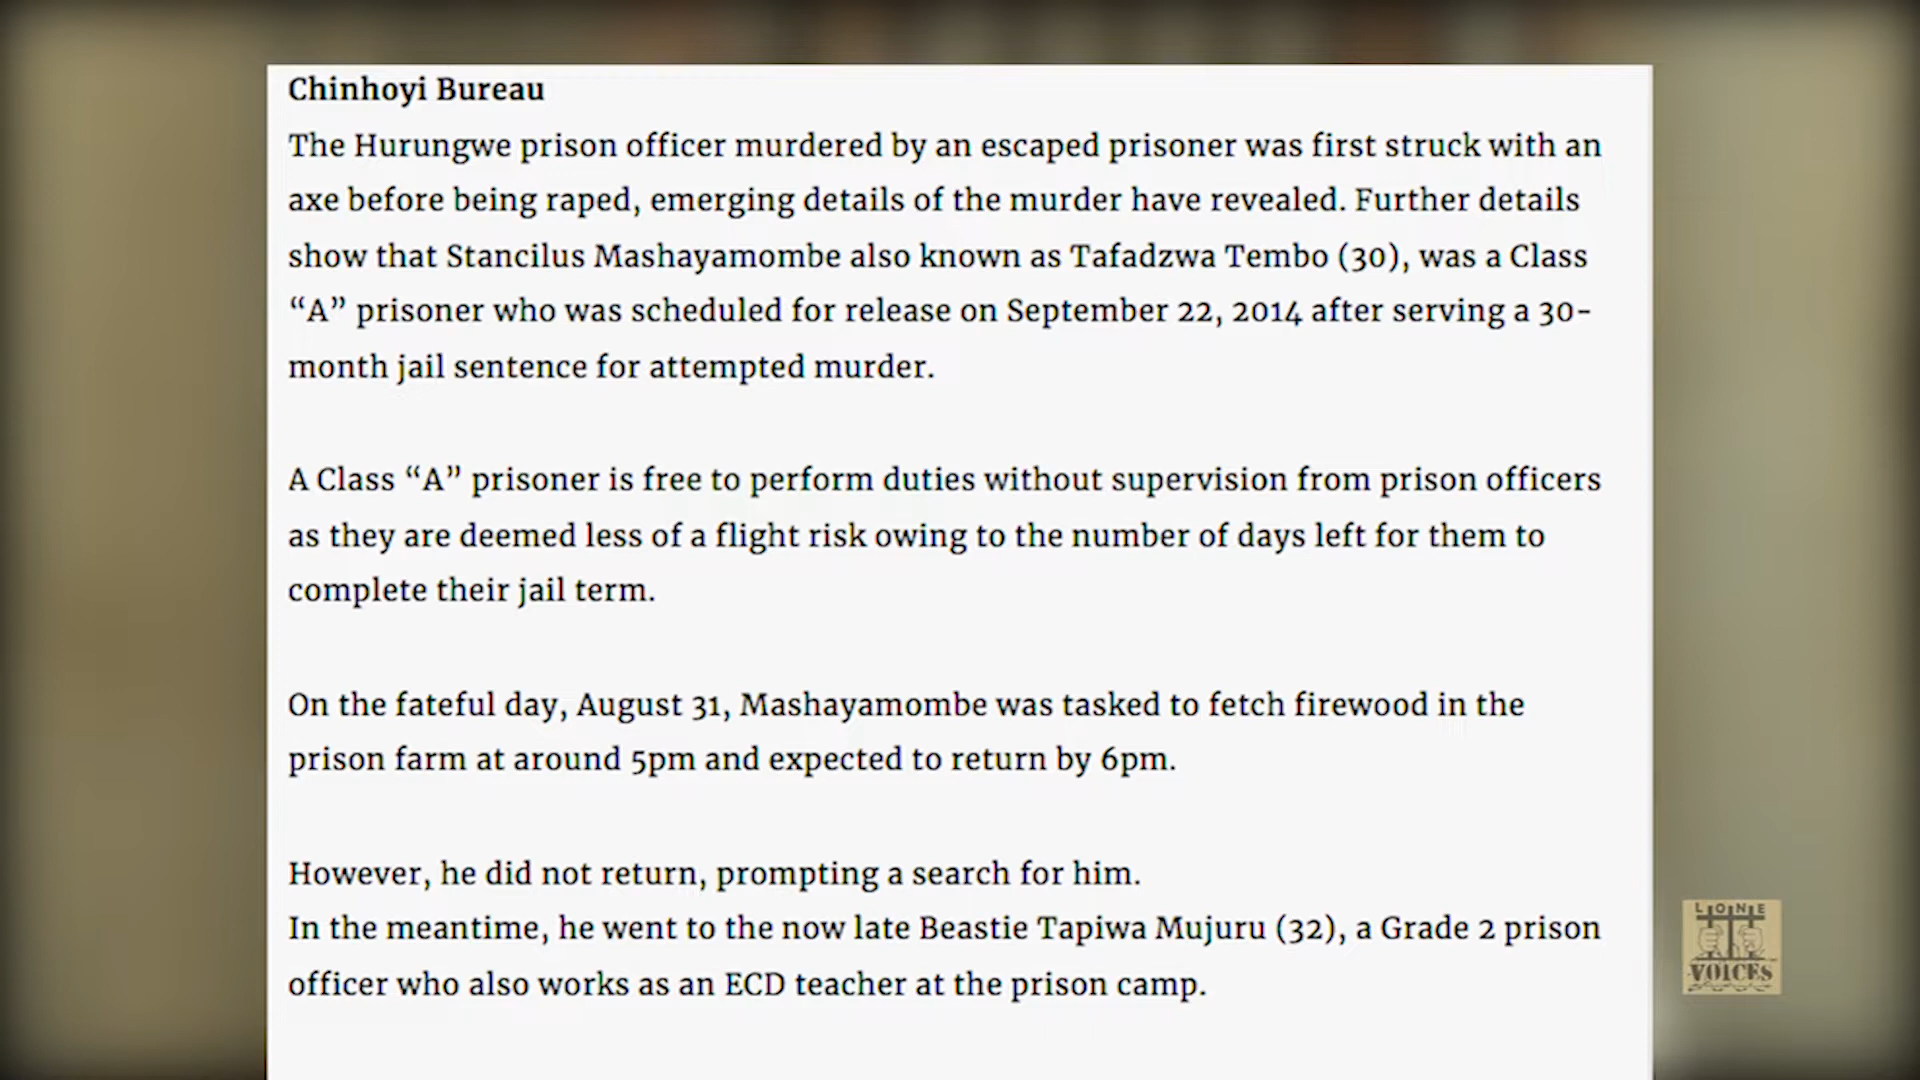 Chinhoyi Bureau
The Hurungwe prison officer murdered by an escaped prisoner was first struck with an
axe before being raped, emerging details of the murder have revealed. Further details
show that Stancilus Mashayamombe also known as Tafadzwa Tembo (30), was a Class
“A” prisoner who was scheduled for release on September 22, 2014 after serving a 30-
month jail sentence for attempted murder.
A Class “A” prisoner is free to perform duties without supervision from prison officers
as they are deemed less of a flight risk owing to the number of days left for them to
complete their jail term.
On the fateful day, August 31, Mashayamombe was tasked to fetch firewood in the
prison farm at around 5pm and expected to return by 6pm.
However, he did not return, prompting a search for him.
In the meantime, he went to the now late Beastie Tapiwa Mujuru (32), a Grade 2 prison
officer who also works as an ECD teacher at the prison camp.
LONE
VOICES